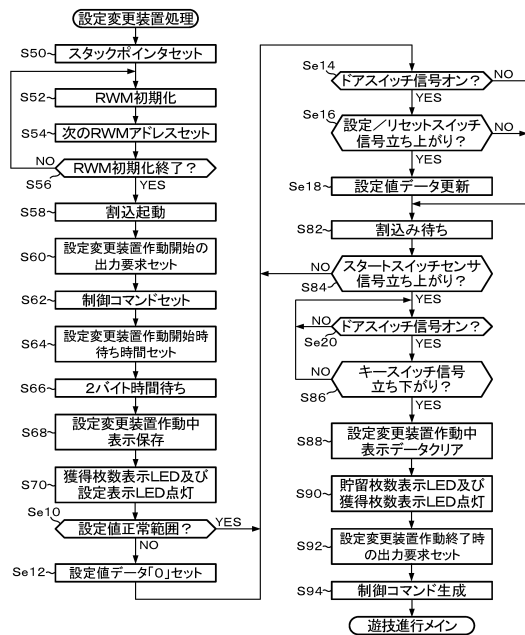 設定変更装置処理
S50
スタックポインタセット
S52
RWM初期化
S54
次のRWMアドレスセット
NO
RWM初期化終了?
S56
YES
S58
割込起動
S60
設定変更装置作動開始の
出力要求セット
S62
制御コマンドセット
S64
設定変更装置作動開始時
待ち時間セット
S66
2バイト時間待ち
S68
設定変更装置作動中
表示保存
S70
獲得枚数表示LED及び
設定表示LED点灯
Se10
設定値正常範囲?
YES
NO
Se12
設定値データ「0」セット
Se14
ドアスイッチ信号オン?
NO
YES
Se16
設定/リセットスイッチ
信号立ち上がり?
NO
YES
Se18
設定値データ更新
S82
割込み待ち
NO
スタートスイッチセンサ
信号立ち上がり?
S84
YES
NO
ドアスイッチ信号オン?
Se20
YES
NO
キースイッチ信号
立ち下がり?
S86
YES
S88
設定変更装置作動中
表示データクリア
S90
貯留枚数表示LED及び
獲得枚数表示LED点灯
S92
設定変更装置作動終了時
の出力要求セット
S94
制御コマンド生成
遊技進行メイン